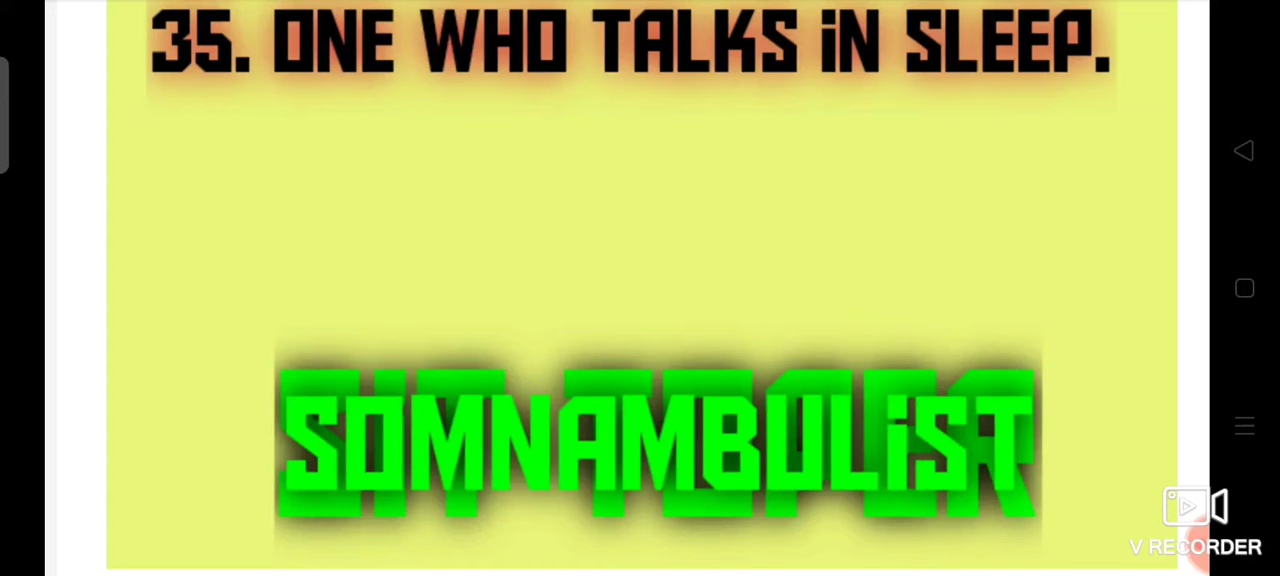 35. ONE WHO TALKS iN SLEEP.
SOMNAMBULiST
V RECORDER